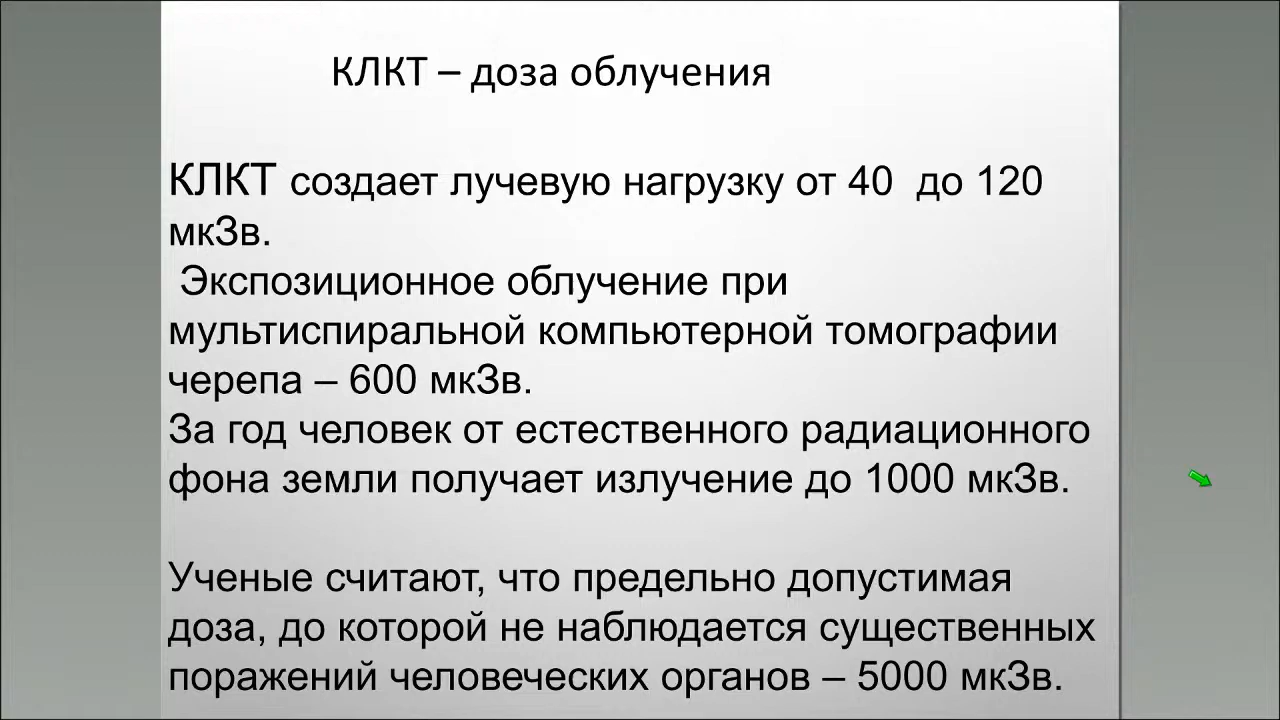 КЛКТ – доза облучения
КЛКТ создает лучевую нагрузку от 40 до 120
мкЗв.
Экспозиционное облучение при
мультиспиральной компьютерной томографии
черепа – 600 мкЗв.
За год человек от естественного радиационного
фона земли получает излучение до 1000 мкЗв.
Ученые считают, что предельно допустимая
доза, до которой не наблюдается существенных
поражений человеческих органов – 5000 мкЗв.